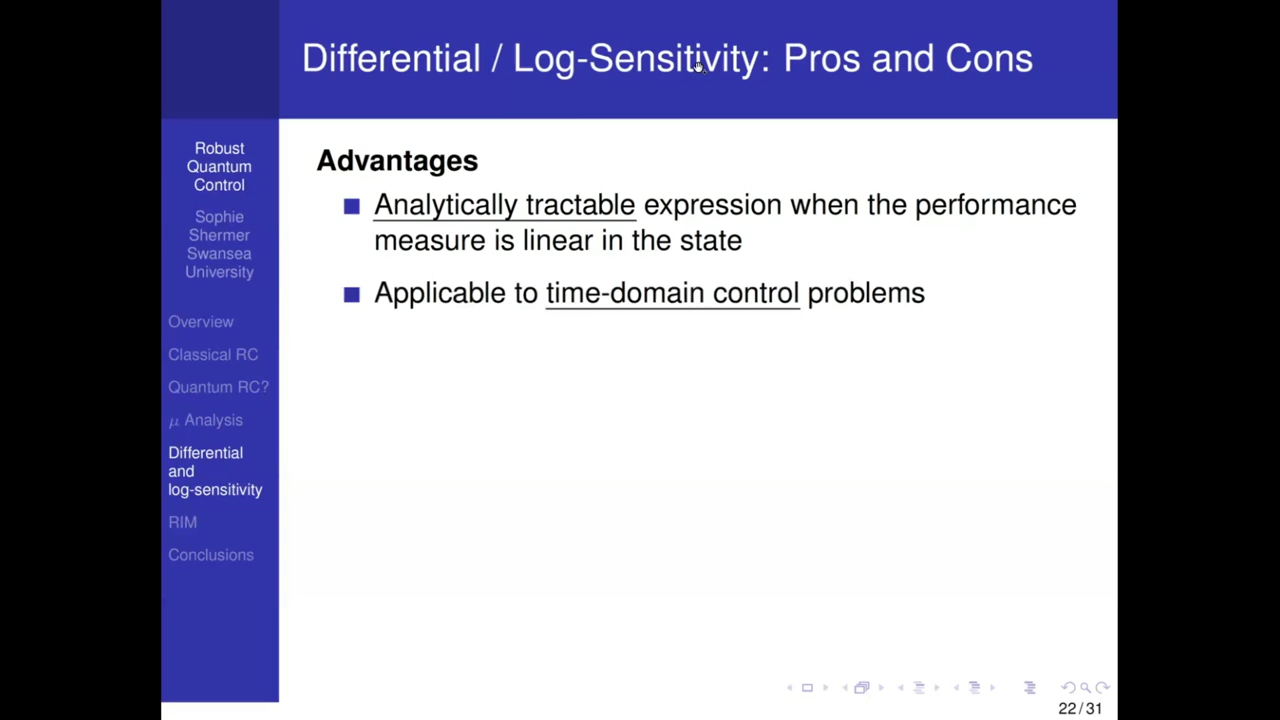 Differential / Log-Sensitivity: Pros and Cons
Robust
Quantum
Control
Sophie
Shermer
Swansea
University
Overview
Classical RC
Quantum RC?
μ Analysis
Differential
and
log-sensitivity
RIM
Conclusions
Advantages
Analytically tractable expression when the performance
measure is linear in the state
Applicable to time-domain control problems
22/31